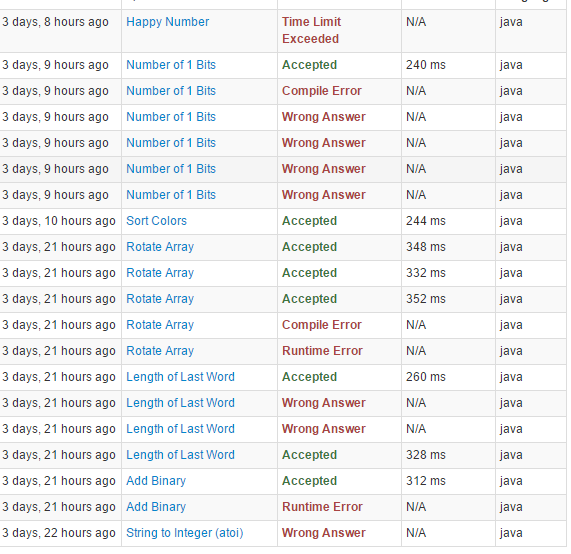 3 days, 8 hours ago Happy Number Time Limit Exceeded N/A java
3 days, 9 hours ago Number of 1 Bits Accepted 240 ms java
3 days, 9 hours ago Number of 1 Bits Compile Error N/A java
3 days, 9 hours ago Number of 1 Bits Wrong Answer N/A java
3 days, 9 hours ago Number of 1 Bits Wrong Answer N/A java
3 days, 9 hours ago Number of 1 Bits Wrong Answer N/A java
3 days, 9 hours ago Number of 1 Bits Wrong Answer N/A java
3 days, 10 hours ago Sort Colors Accepted 244 ms java
3 days, 21 hours ago Rotate Array Accepted 348 ms java
3 days, 21 hours ago Rotate Array Accepted 332 ms java
3 days, 21 hours ago Rotate Array Accepted 352 ms java
3 days, 21 hours ago Rotate Array Compile Error N/A java
3 days, 21 hours ago Rotate Array Runtime Error N/A java
3 days, 21 hours ago Length of Last Word Accepted 260 ms java
3 days, 21 hours ago Length of Last Word Wrong Answer N/A java
3 days, 21 hours ago Length of Last Word Wrong Answer N/A java
3 days, 21 hours ago Length of Last Word Accepted 328 ms java
3 days, 21 hours ago Add Binary Accepted 312 ms java
3 days, 21 hours ago Add Binary Runtime Error N/A java
3 days, 22 hours ago String to Integer (atoi) Wrong Answer N/A java